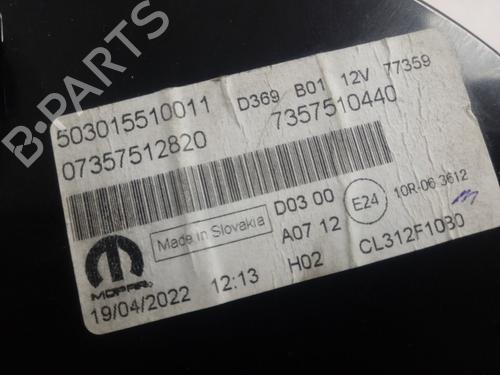 503015510011 D369 B01 12V 77359
07357512820 7357510440
Made in Slovakia D03 00 E24 10R-06 3612
A07 12
MOPAR H02 CL312F1030
19/04/2022 12:13
B-PARTS